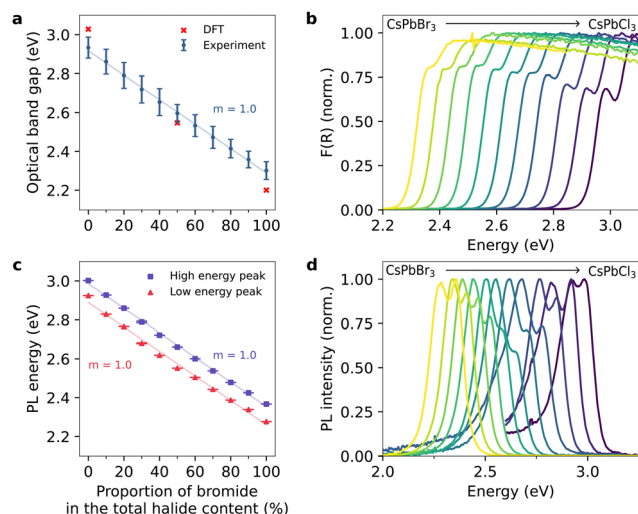 a
3.0
2.8
2.6
2.4
2.2
0
20
40
60
80
100
Optical band gap (eV)
DFT
Experiment
m = 1.0
b
CsPbBr₃
CsPbCl₃
1.00
0.75
0.50
0.25
0.00
F(R) (norm.)
2.2
2.4
2.6
2.8
3.0
Energy (eV)
c
3.0
2.8
2.6
2.4
2.2
PL energy (eV)
High energy peak
Low energy peak
m = 1.0
m = 1.0
0
20
40
60
80
100
Proportion of bromide
in the total halide content (%)
d
CsPbBr₃
CsPbCl₃
1.00
0.75
0.50
0.25
0.00
PL intensity (norm.)
2.0
2.5
3.0
Energy (eV)